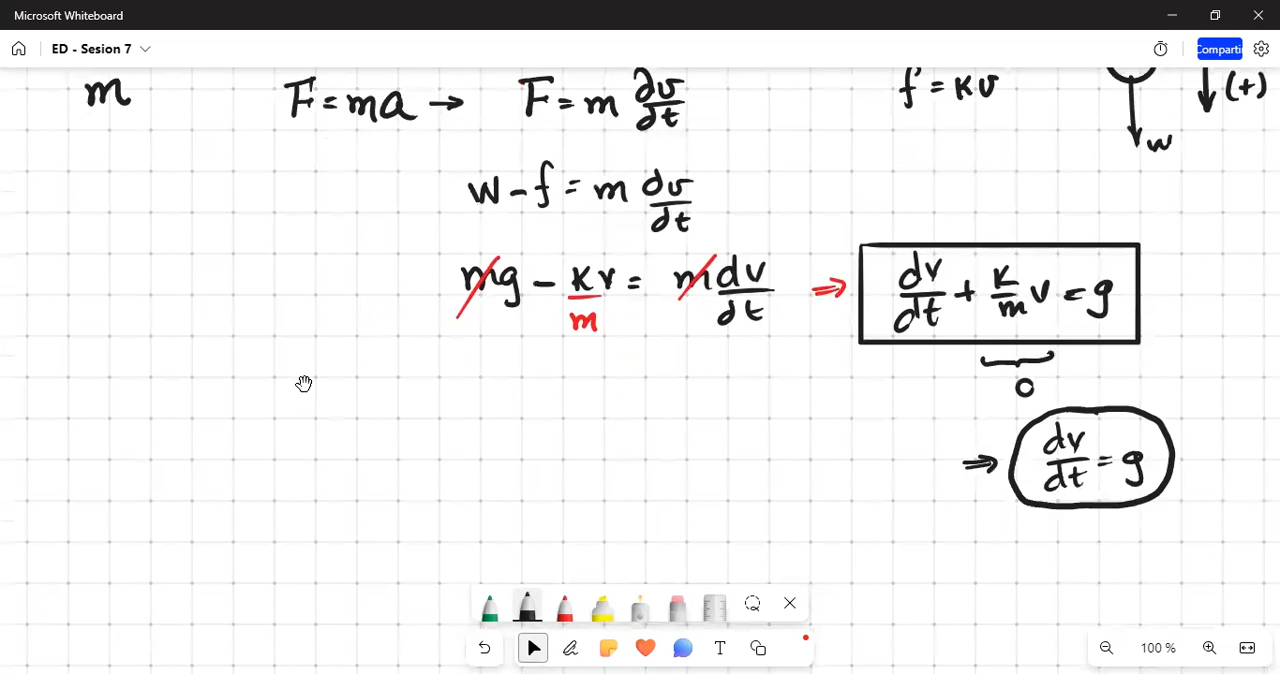 Microsoft Whiteboard
ED - Sesion 7
Comparti
m F = ma → F = m ∂v/dt f = kv (+)
w
w - f = m dv/dt
mg - kv/m = m dv/dt ⇒ dv/dt + k/m v = g
0
⇒ dv/dt = g
T
100 %